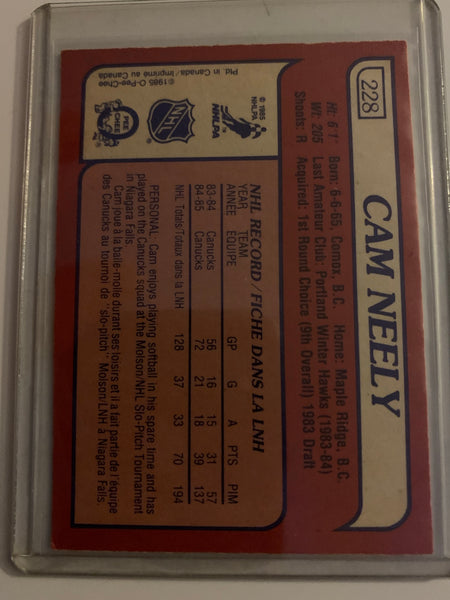 228
CAM NEELY
Ht: 6'1" Born: 6-6-65, Comox, B.C. Home: Maple Ridge, B.C.
Wt: 205 Last Amateur Club: Portland Winter Hawks (1983-84)
Shoots: R Acquired: 1st Round Choice (9th Overall) 1983 Draft
© 1985
NHLPA
NHLPA
NHL
O PEE CHEE
©1985 O-Pee-Chee
Ptd. in Canada/Imprimé au Canada
NHL RECORD/FICHE DANS LA LNH
YEAR TEAM
ANNÉE ÉQUIPE GP G A PTS PIM
83-84 Canucks 56 16 15 31 57
84-85 Canucks 72 21 18 39 137
NHL Totals/Totaux dans la LNH 128 37 33 70 194
PERSONAL: Cam enjoys playing softball in his spare time and has
played on the Canucks squad at the Molson/NHL Slo-Pitch Tournament
in Niagara Falls.
Cam joue à la balle-molle durant ses loisirs et il a fait partie de l'équipe
des Canucks au tournoi de "slo-pitch" Molson/LNH à Niagara Falls.